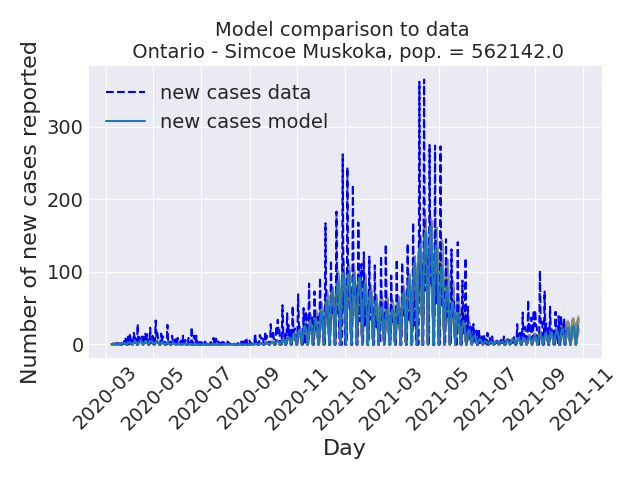 Model comparison to data
Ontario - Simcoe Muskoka, pop. = 562142.0
Number of new cases reported
new cases data
new cases model
300
200
100
0
2020-03
2020-05
2020-07
2020-09
2020-11
2021-01
2021-03
2021-05
2021-07
2021-09
2021-11
Day